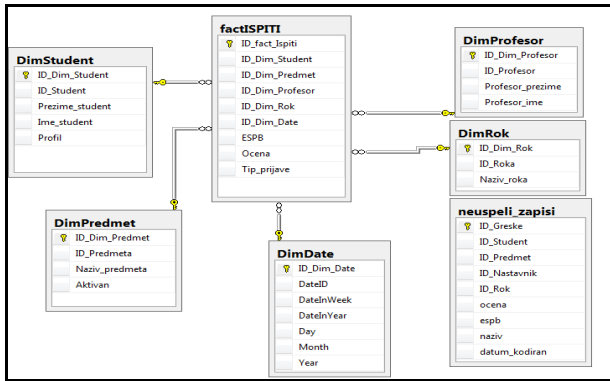 factISPITI
ID_fact_Ispiti
ID_Dim_Student
ID_Dim_Predmet
ID_Dim_Profesor
ID_Dim_Rok
ID_Dim_Date
ESPB
Ocena
Tip_prijave
DimStudent
ID_Dim_Student
ID_Student
Prezime_student
Ime_student
Profil
DimProfesor
ID_Dim_Profesor
ID_Profesor
Profesor_prezime
Profesor_ime
DimRok
ID_Dim_Rok
ID_Roka
Naziv_roka
DimPredmet
ID_Dim_Predmet
ID_Predmeta
Naziv_predmeta
Aktivan
DimDate
ID_Dim_Date
DateID
DateInWeek
DateInYear
Day
Month
Year
neuspeli_zapisi
ID_Greske
ID_Student
ID_Predmet
ID_Nastavnik
ID_Rok
ocena
espb
naziv
datum_kodiran